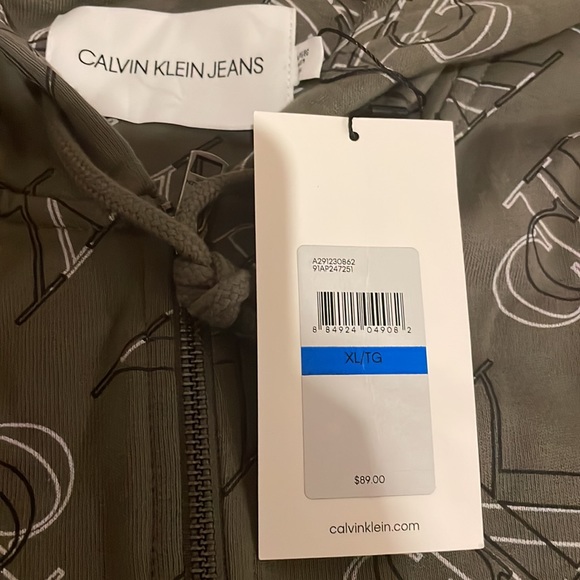 CALVIN KLEIN JEANS
A291230862
91AP247251
8 84924 04908 2
XL/TG
$89.00
calvinklein.com